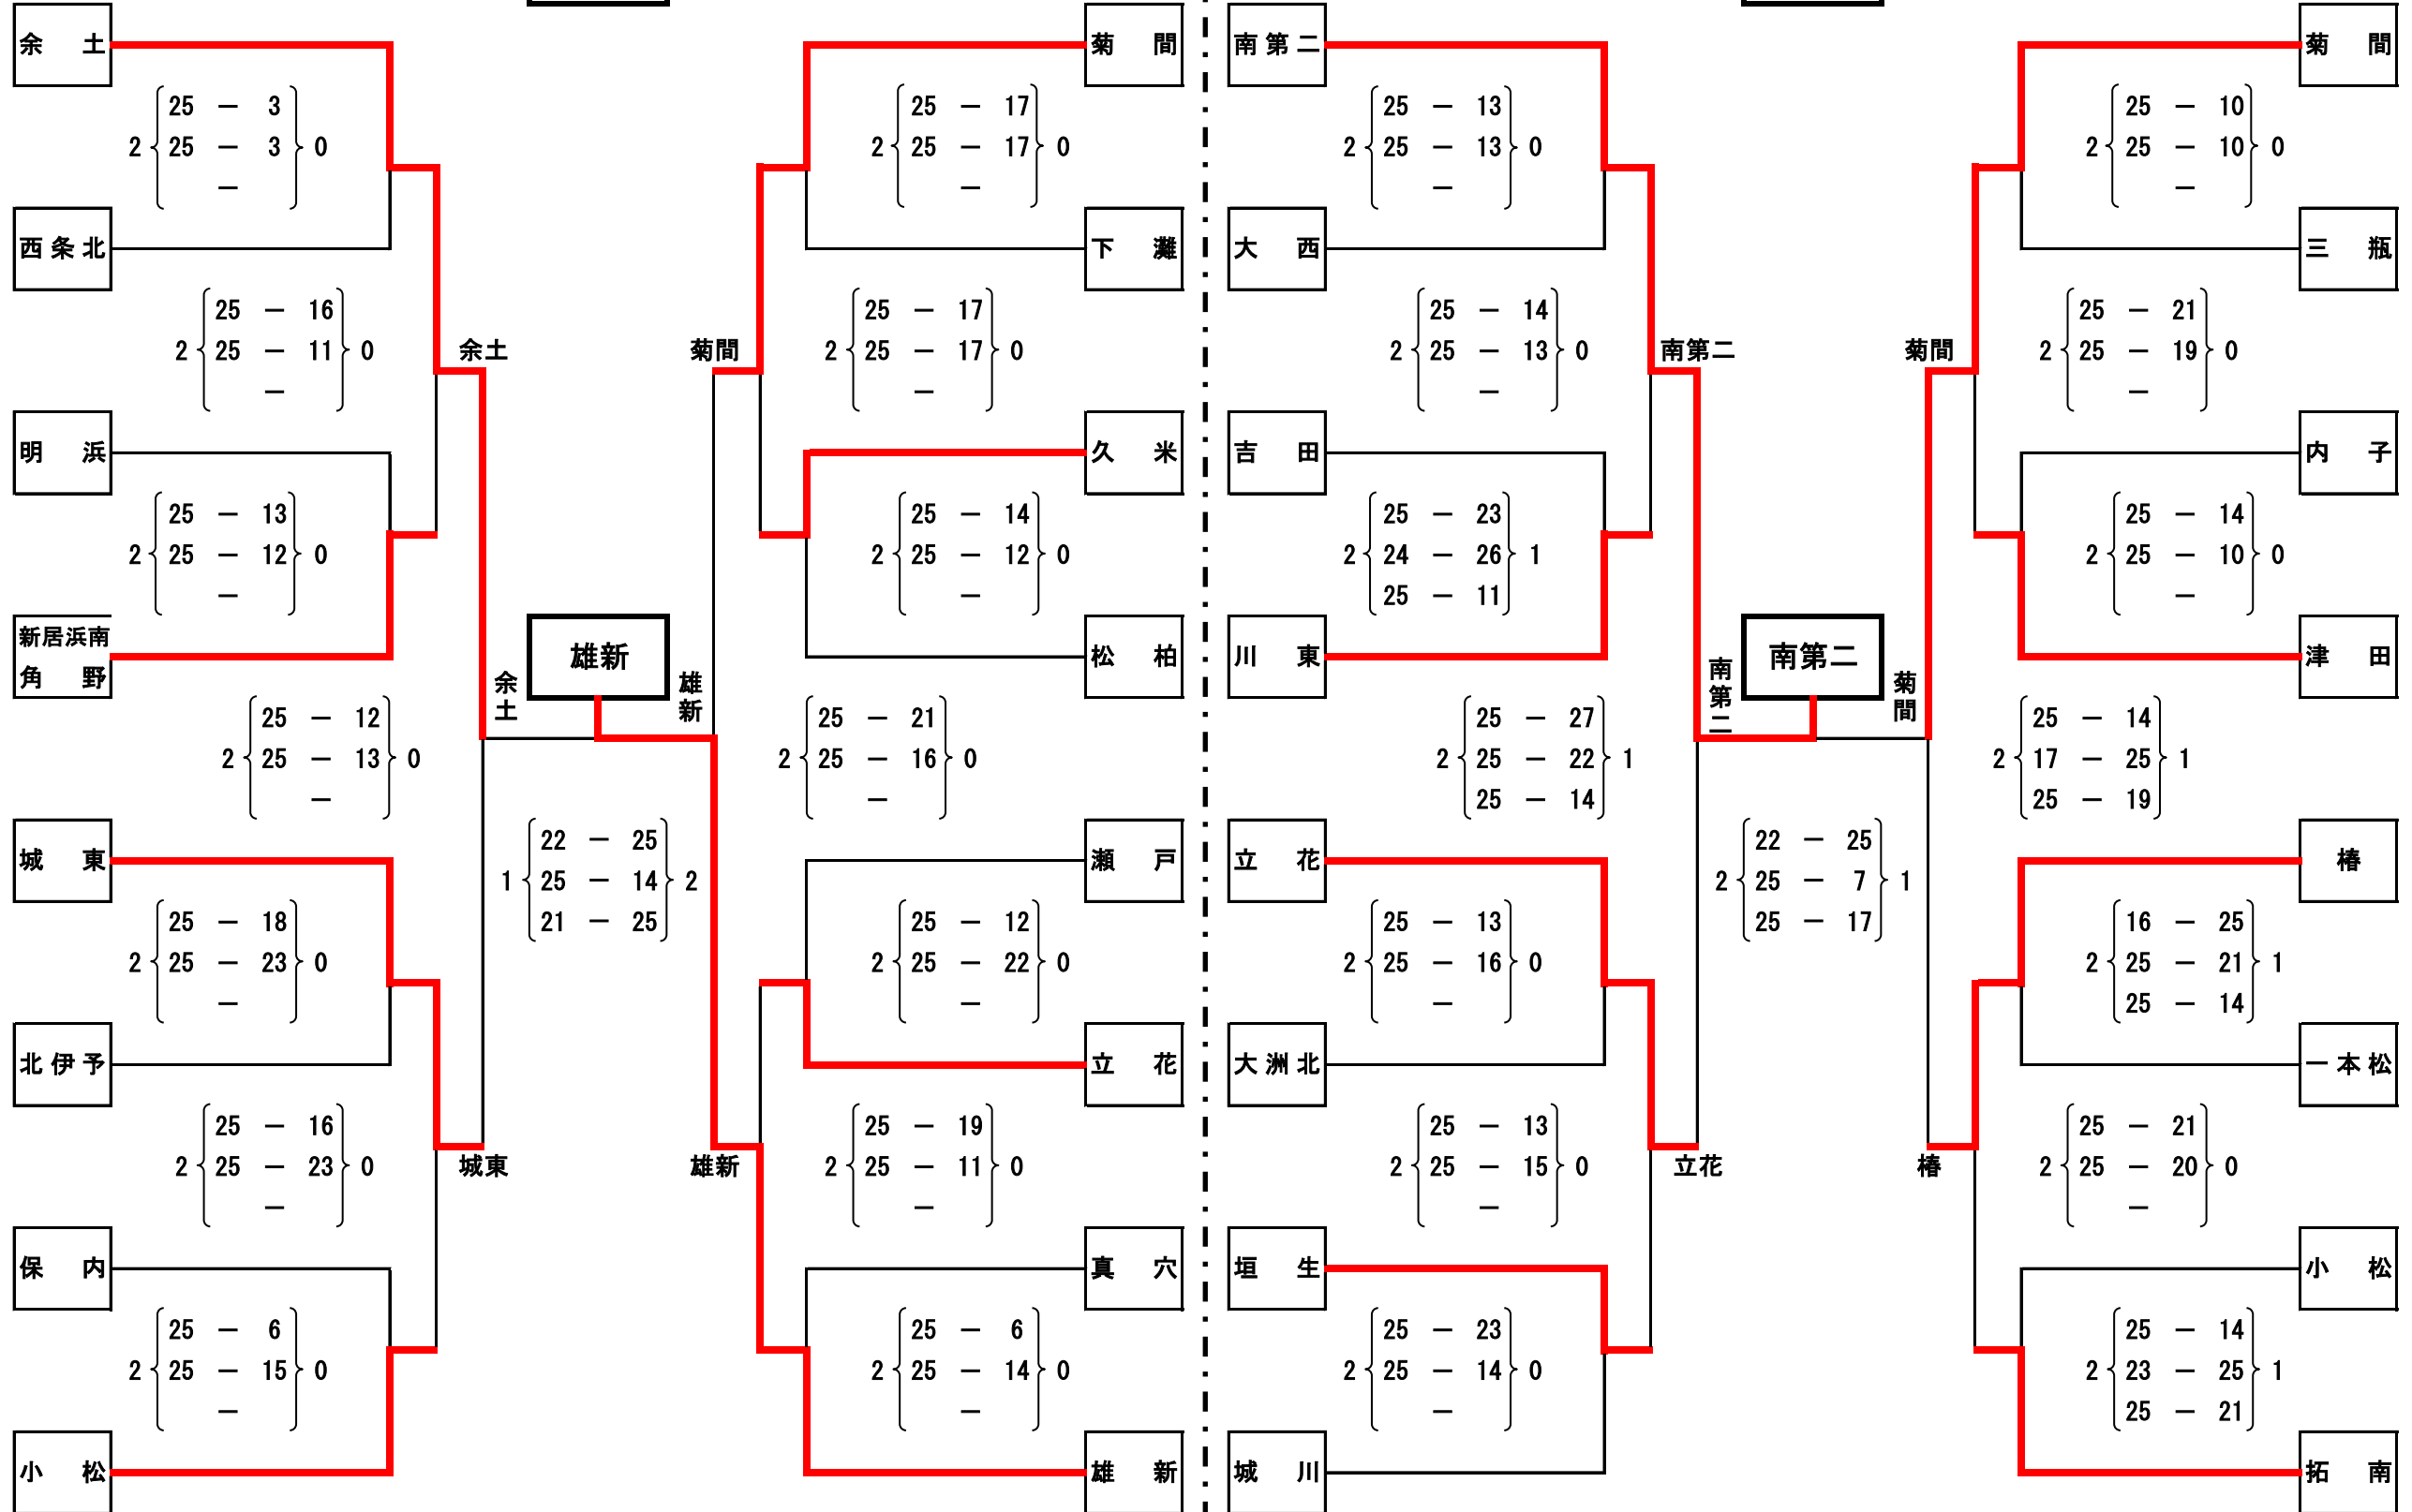 余土
25 － 3
2 25 － 3 0
－
西条北
25 － 16
2 25 － 11 0
－
余土
明浜
25 － 13
2 25 － 12 0
－
新居浜南
角野
25 － 12
2 25 － 13 0
－
余土
城東
25 － 18
2 25 － 23 0
－
北伊予
25 － 16
2 25 － 23 0
－
城東
保内
25 － 6
2 25 － 15 0
－
小松
雄新
22 － 25
1 25 － 14 2
21 － 25
菊間
25 － 17
2 25 － 17 0
－
下灘
25 － 17
2 25 － 17 0
－
菊間
久米
25 － 14
2 25 － 12 0
－
松柏
雄新
25 － 21
2 25 － 16 0
－
瀬戸
25 － 12
2 25 － 22 0
－
立花
25 － 19
2 25 － 11 0
－
雄新
真穴
25 － 6
2 25 － 14 0
－
雄新
南第二
25 － 13
2 25 － 13 0
－
大西
25 － 14
2 25 － 13 0
－
南第二
吉田
25 － 23
2 24 － 26 1
25 － 11
川東
25 － 27
2 25 － 22 1
25 － 14
南第二
立花
25 － 13
2 25 － 16 0
－
大洲北
25 － 13
2 25 － 15 0
－
立花
垣生
25 － 23
2 25 － 14 0
－
城川
南第二
22 － 25
2 25 － 7 1
25 － 17
菊間
25 － 10
2 25 － 10 0
－
三瓶
25 － 21
2 25 － 19 0
－
菊間
内子
25 － 14
2 25 － 10 0
－
津田
菊間
25 － 14
2 17 － 25 1
25 － 19
椿
16 － 25
2 25 － 21 1
25 － 14
一本松
25 － 21
2 25 － 20 0
－
椿
小松
25 － 14
2 23 － 25 1
25 － 21
拓南